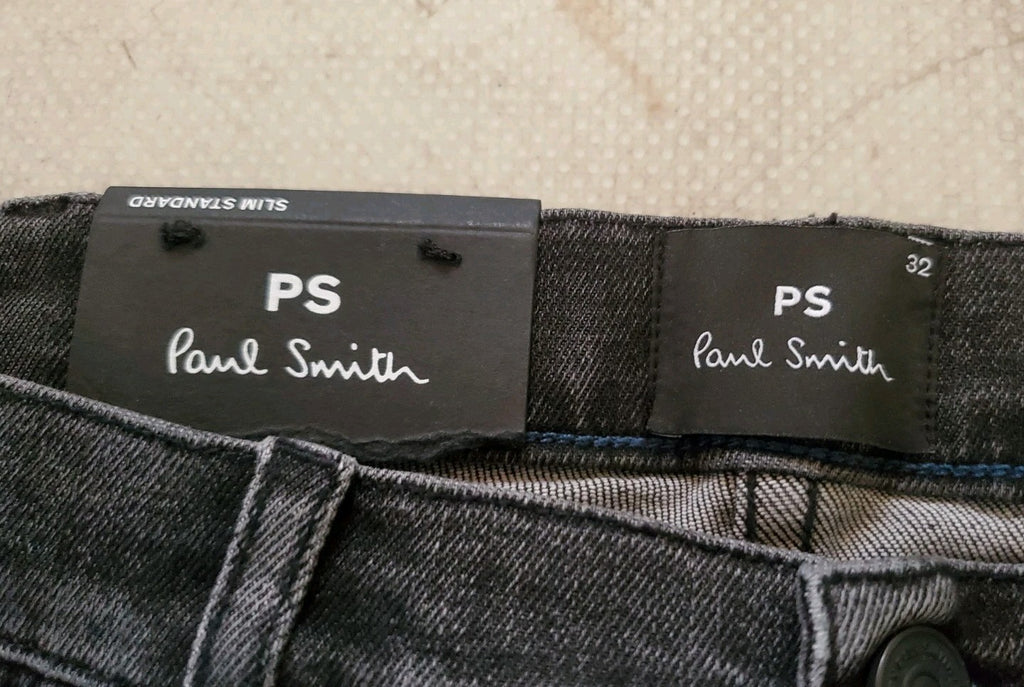 SLIM STANDARD
PS
Paul Smith
32
PS
Paul Smith